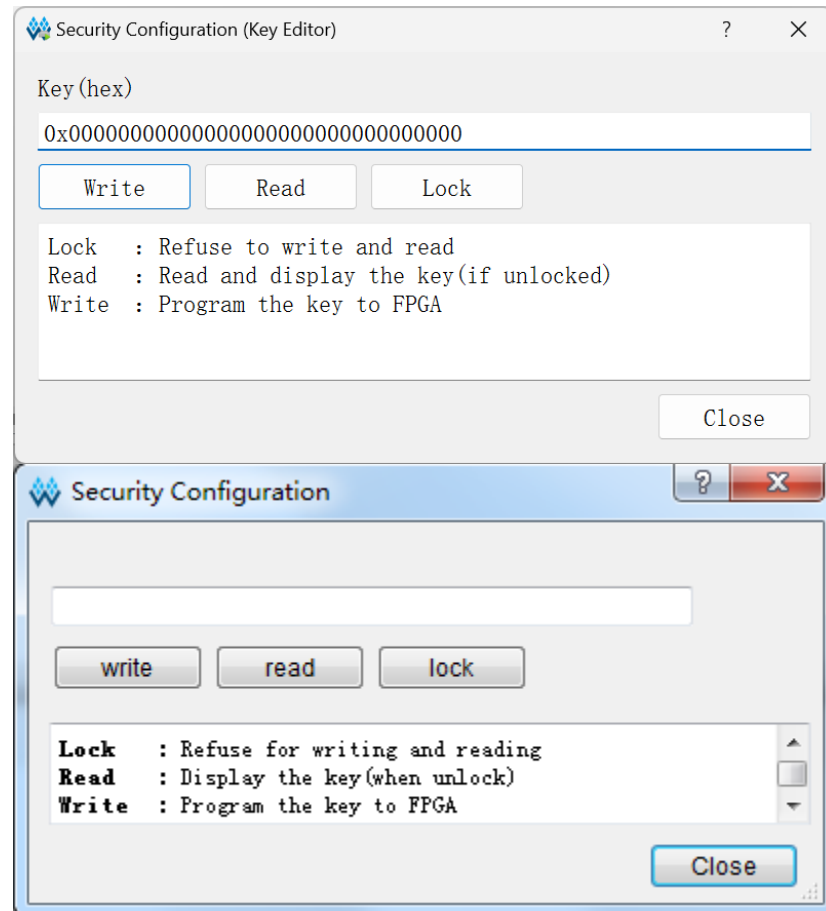 Security Configuration (Key Editor) ?
Key(hex)
0x00000000000000000000000000000000
Write Read Lock
Lock : Refuse to write and read
Read : Read and display the key(if unlocked)
Write : Program the key to FPGA
Close
Security Configuration ?
write read lock
Lock : Refuse for writing and reading
Read : Display the key(when unlock)
Write : Program the key to FPGA
Close